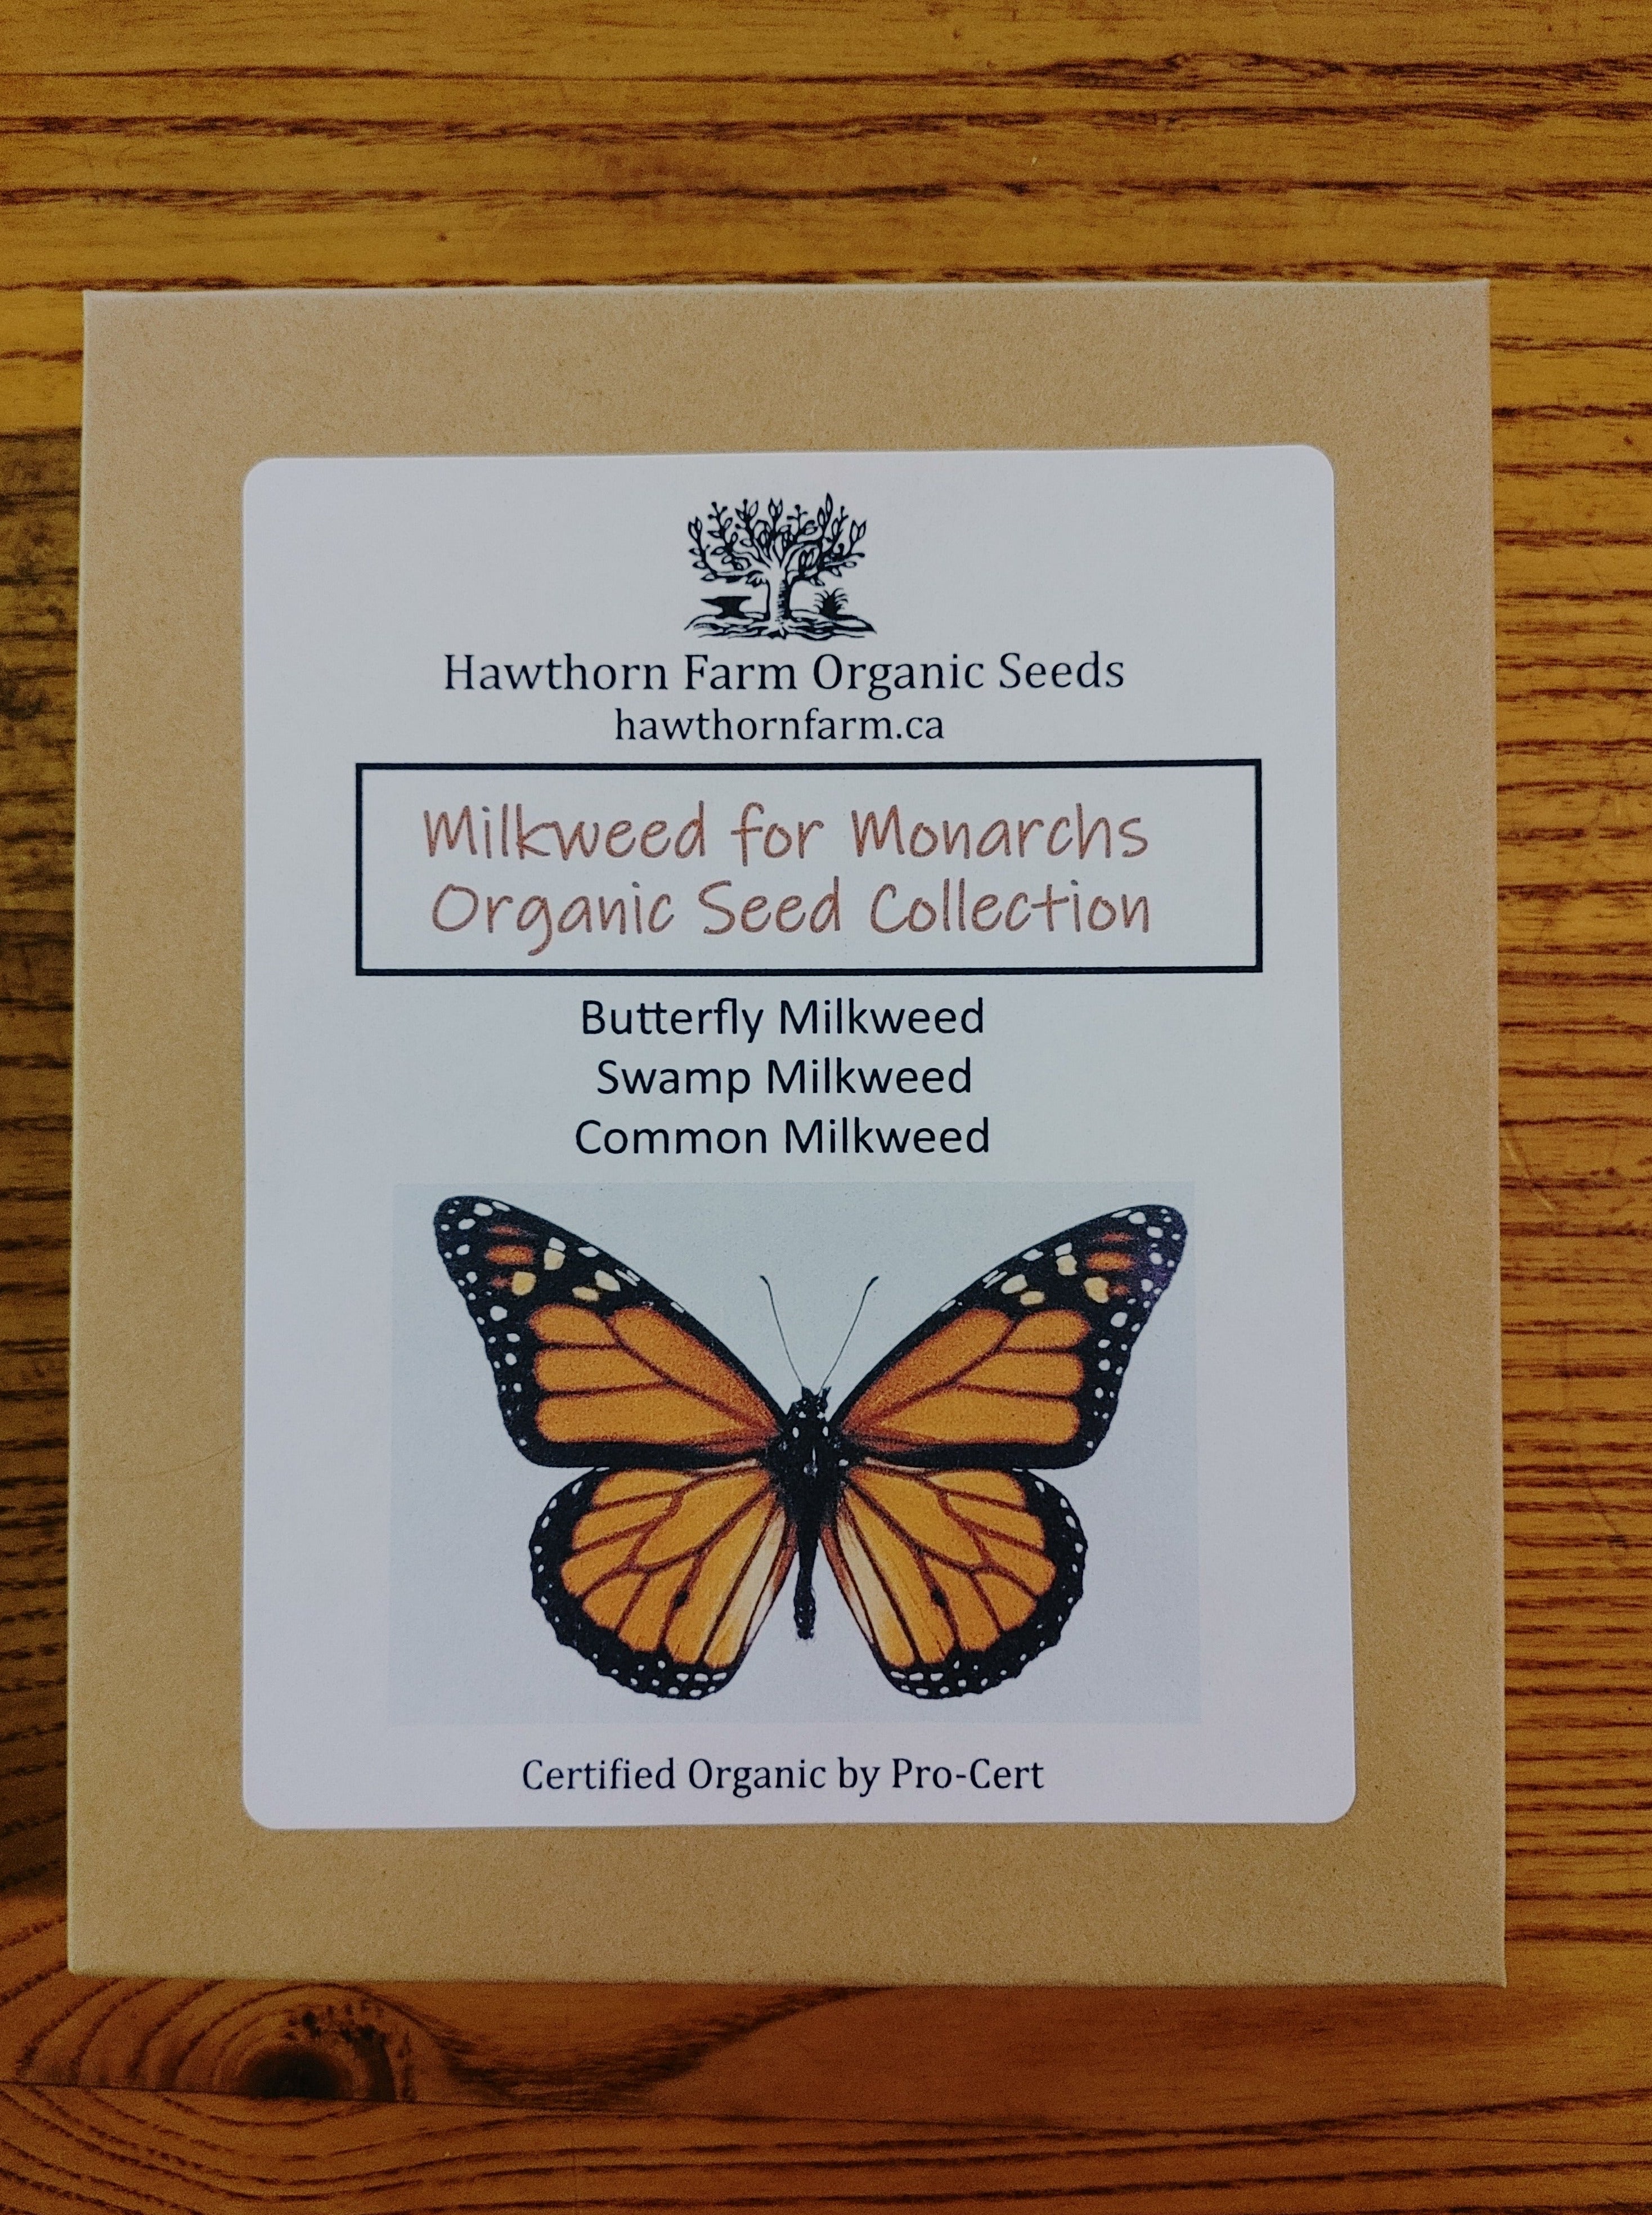 Hawthorn Farm Organic Seeds
hawthornfarm.ca
Milkweed for Monarchs
Organic Seed Collection
Butterfly Milkweed
Swamp Milkweed
Common Milkweed
Certified Organic by Pro-Cert